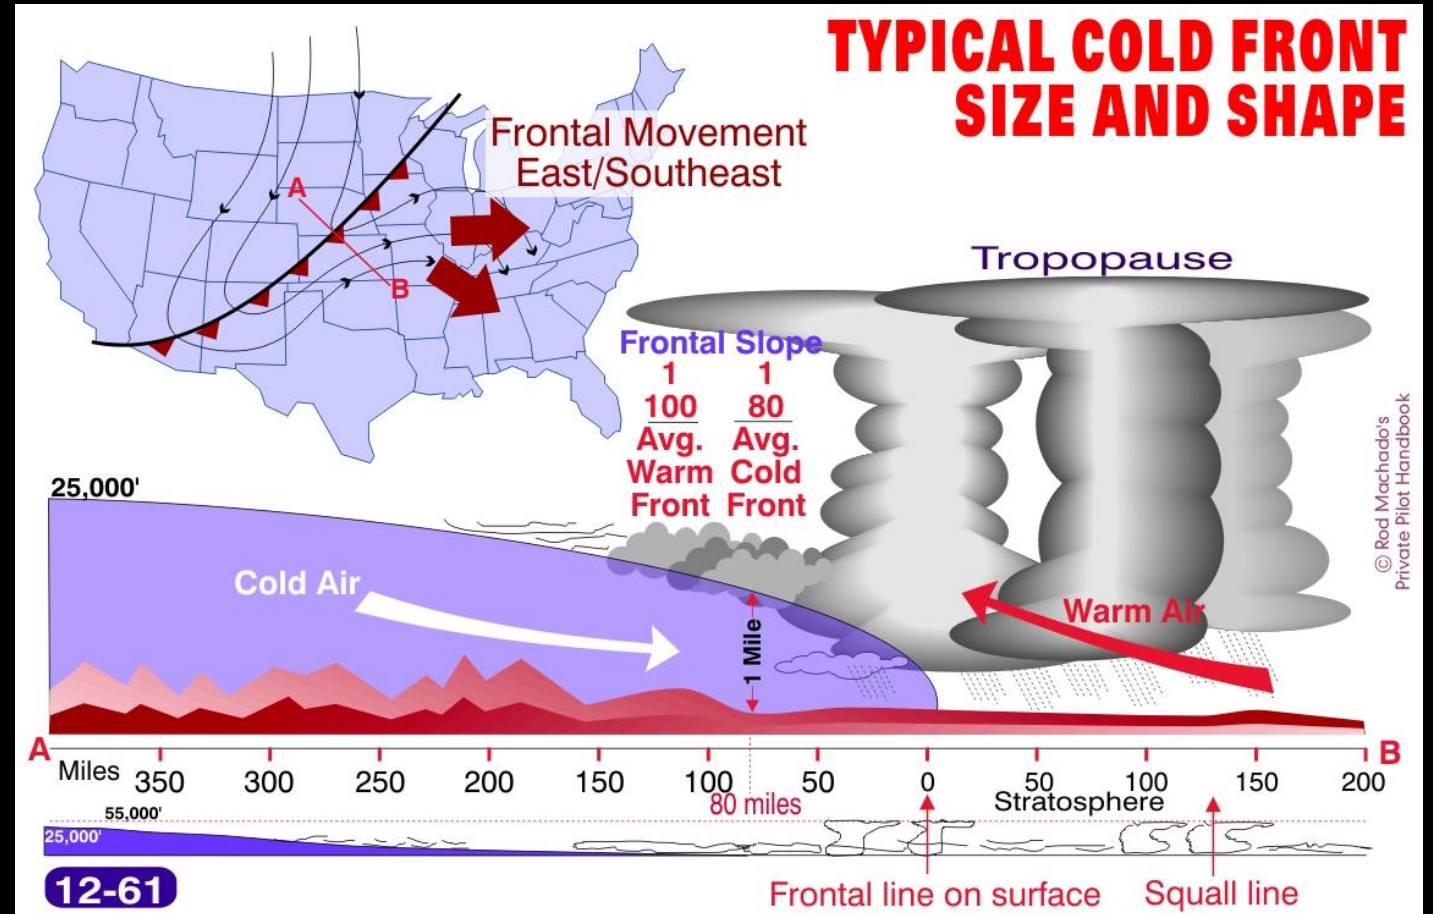 TYPICAL COLD FRONT
SIZE AND SHAPE
Frontal Movement
East/Southeast
A
B
Tropopause
Frontal Slope
1 1
100 80
Avg. Avg.
Warm Cold
Front Front
© Rod Machado's
Private Pilot Handbook
25,000'
Cold Air
1 Mile
Warm Air
A B
Miles 350 300 250 200 150 100 50 0 50 100 150 200
80 miles
Stratosphere
55,000'
25,000'
12-61
Frontal line on surface
Squall line